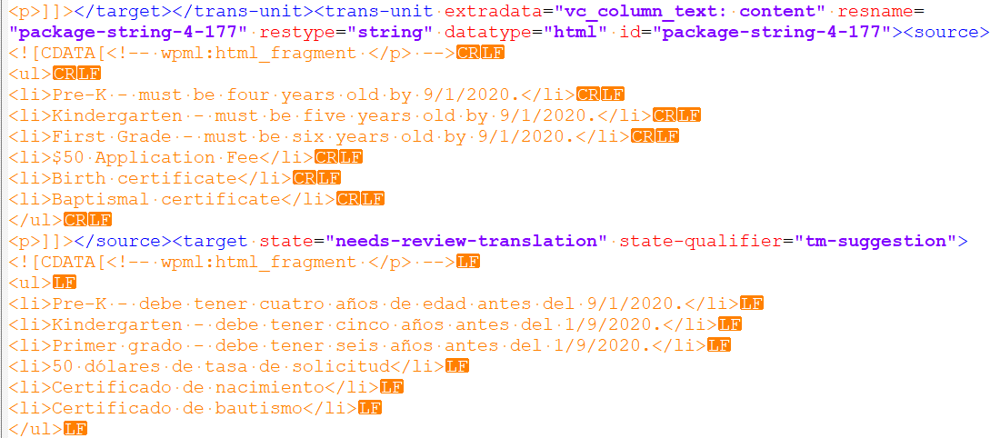 <p>]]></target></trans-unit><trans-unit extradata="vc_column_text: content" resname=
"package-string-4-177" restype="string" datatype="html" id="package-string-4-177"><source>
<![CDATA[<!-- wpml:html_fragment </p> -->CRLF
<ul>CRLF
<li>Pre-K - must be four years old by 9/1/2020.</li>CRLF
<li>Kindergarten - must be five years old by 9/1/2020.</li>CRLF
<li>First Grade - must be six years old by 9/1/2020.</li>CRLF
<li>$50 Application Fee</li>CRLF
<li>Birth certificate</li>CRLF
<li>Baptismal certificate</li>CRLF
</ul>CRLF
<p>]]></source><target state="needs-review-translation" state-qualifier="tm-suggestion">
<![CDATA[<!-- wpml:html_fragment </p> -->LF
<ul>LF
<li>Pre-K - debe tener cuatro años de edad antes del 9/1/2020.</li>LF
<li>Kindergarten - debe tener cinco años antes del 1/9/2020.</li>LF
<li>Primer grado - debe tener seis años antes del 1/9/2020.</li>LF
<li>50 dólares de tasa de solicitud</li>LF
<li>Certificado de nacimiento</li>LF
<li>Certificado de bautismo</li>LF
</ul>LF